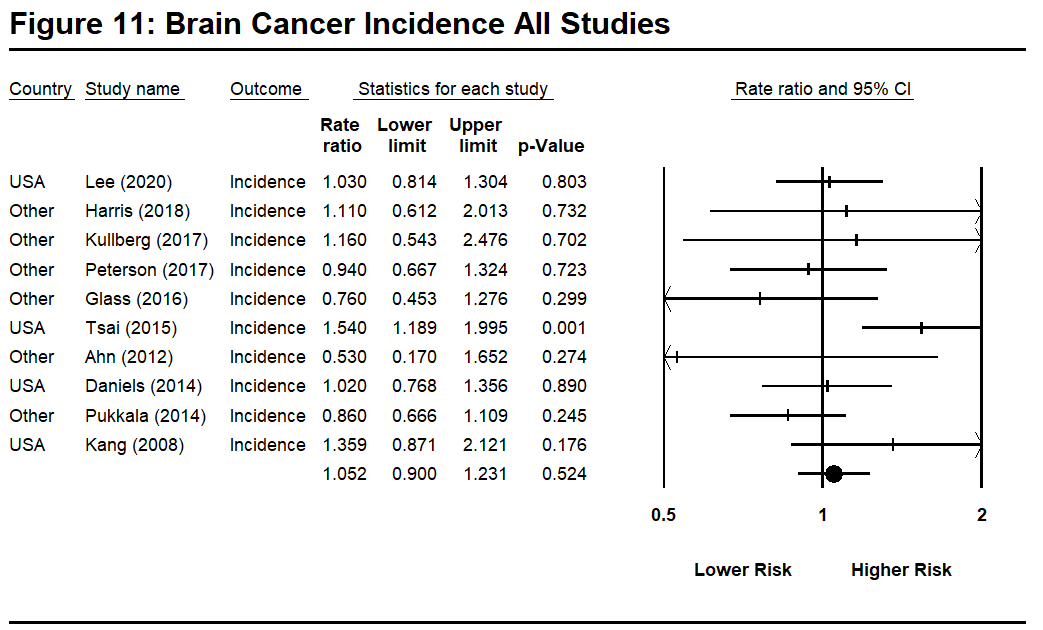 Figure 11: Brain Cancer Incidence All Studies
Country Study name Outcome Statistics for each study Rate ratio and 95% CI
Rate Lower Upper
ratio limit limit p-Value
USA Lee (2020) Incidence 1.030 0.814 1.304 0.803
Other Harris (2018) Incidence 1.110 0.612 2.013 0.732
Other Kullberg (2017) Incidence 1.160 0.543 2.476 0.702
Other Peterson (2017) Incidence 0.940 0.667 1.324 0.723
Other Glass (2016) Incidence 0.760 0.453 1.276 0.299
USA Tsai (2015) Incidence 1.540 1.189 1.995 0.001
Other Ahn (2012) Incidence 0.530 0.170 1.652 0.274
USA Daniels (2014) Incidence 1.020 0.768 1.356 0.890
Other Pukkala (2014) Incidence 0.860 0.666 1.109 0.245
USA Kang (2008) Incidence 1.359 0.871 2.121 0.176
1.052 0.900 1.231 0.524
0.5 1 2
Lower Risk Higher Risk